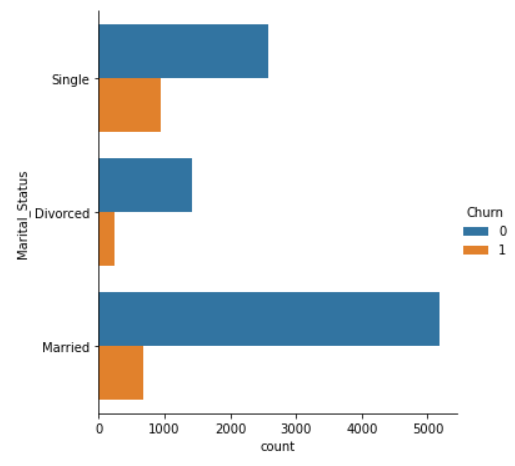 Marital_Status
Single
Divorced
Married
0 1000 2000 3000 4000 5000
count
Churn
0
1